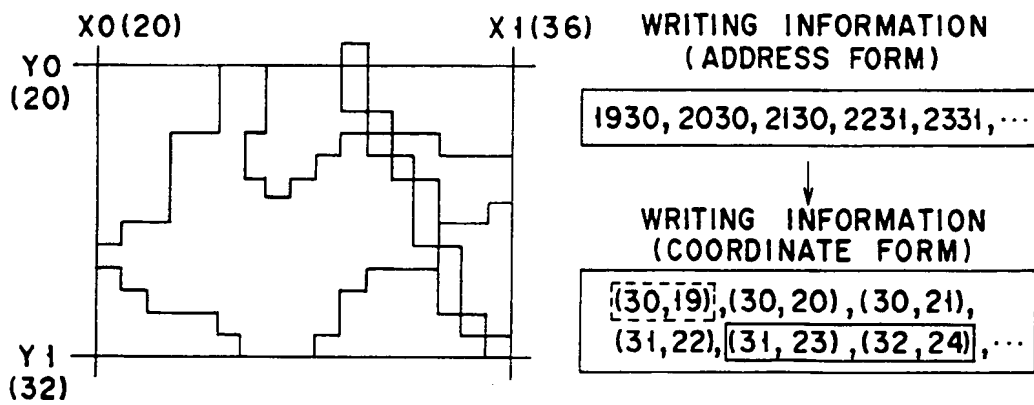 X0(20) X1(36)
Y0
(20)
Y1
(32)
WRITING INFORMATION
(ADDRESS FORM)
1930, 2030, 2130, 2231, 2331, ···
WRITING INFORMATION
(COORDINATE FORM)
(30,19), (30,20), (30,21),
(31,22), (31,23), (32,24), ···